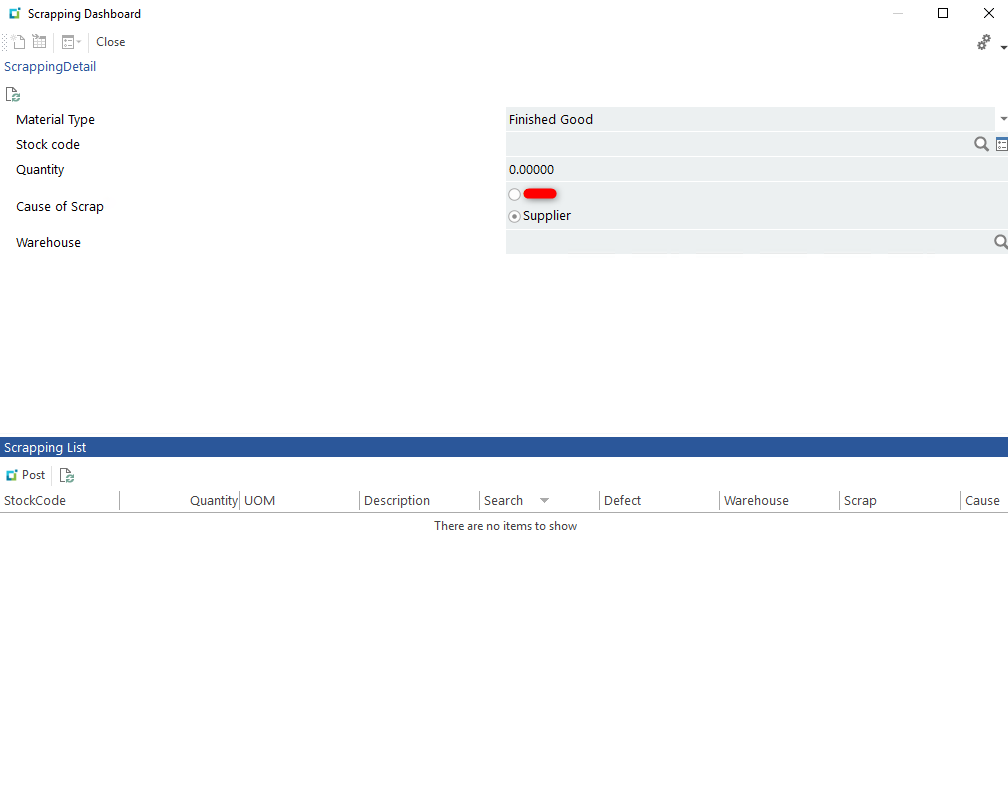 Scrapping Dashboard
Close
ScrappingDetail
Material Type Finished Good
Stock code
Quantity 0.00000
Cause of Scrap
Supplier
Warehouse
Scrapping List
Post
StockCode Quantity UOM Description Search Defect Warehouse Scrap Cause
There are no items to show